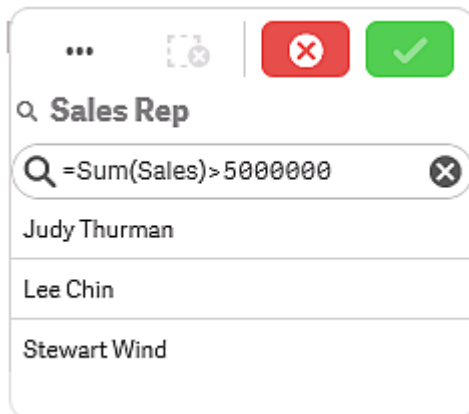 Sales Rep
=Sum(Sales)>5000000
Judy Thurman
Lee Chin
Stewart Wind